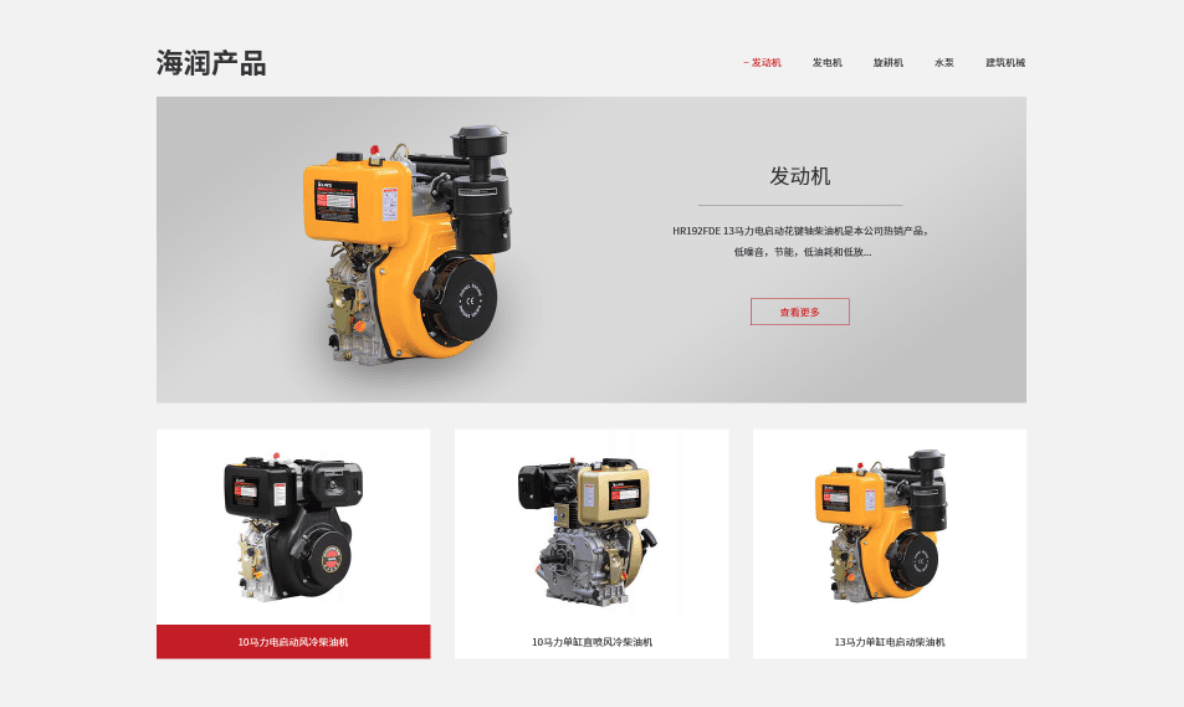 海润产品
– 发动机
发电机
旋耕机
水泵
建筑机械
发动机
HR192FDE 13马力电启动花键轴柴油机是本公司热销产品，
低噪音，节能，低油耗和低放...
查看更多
10马力电启动风冷柴油机
10马力单缸直喷风冷柴油机
13马力单缸电启动柴油机